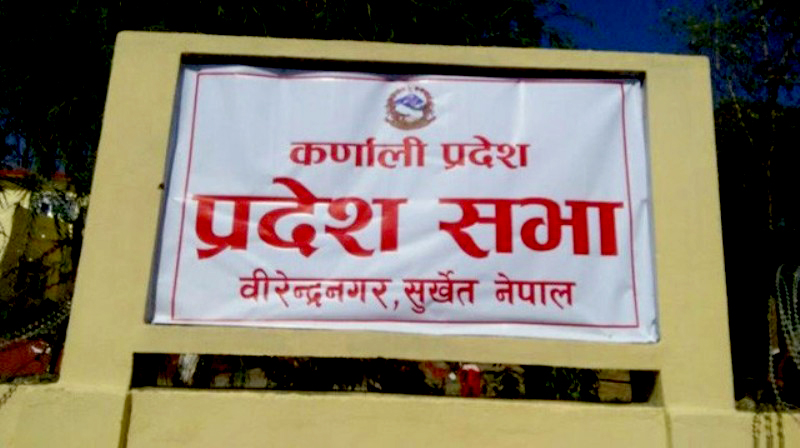 कर्णाली प्रदेश
प्रदेश सभा
वीरेन्द्रनगर, सुर्खेत नेपाल